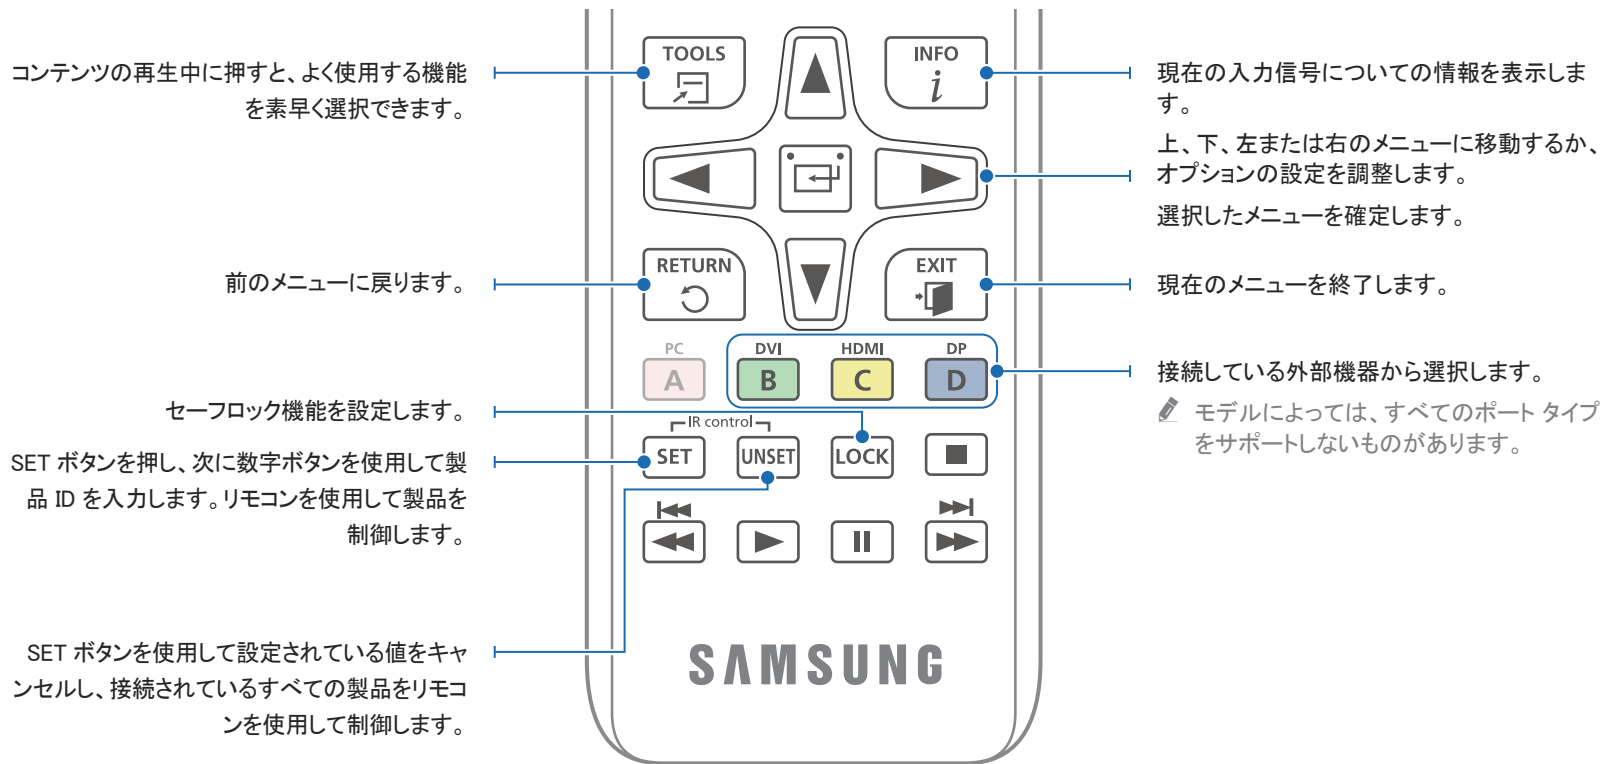 コンテンツの再生中に押すと、よく使用する機能
を素早く選択できます。
前のメニューに戻ります。
セーフロック機能を設定します。
SET ボタンを押し、次に数字ボタンを使用して製
品 ID を入力します。リモコンを使用して製品を
制御します。
SET ボタンを使用して設定されている値をキャ
ンセルし、接続されているすべての製品をリモコ
ンを使用して制御します。
TOOLS
INFO
i
RETURN
EXIT
PC
DVI
HDMI
DP
A
B
C
D
IR control
SET
UNSET
LOCK
SAMSUNG
現在の入力信号についての情報を表示しま
す。
上、下、左または右のメニューに移動するか、
オプションの設定を調整します。
選択したメニューを確定します。
現在のメニューを終了します。
接続している外部機器から選択します。
モデルによっては、すべてのポート タイプ
をサポートしないものがあります。